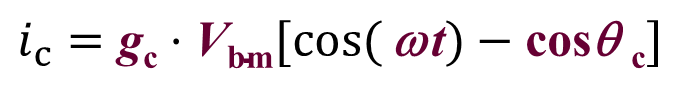 i_c = g_c · V_b·m[cos( ωt) − cosθ_c]